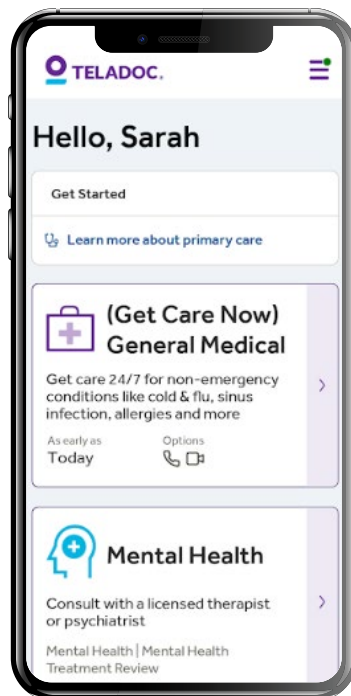 TELADOC.
Hello, Sarah
Get Started
Learn more about primary care
(Get Care Now)
General Medical
Get care 24/7 for non-emergency
conditions like cold & flu, sinus
infection, allergies and more
As early as Options
Today
Mental Health
Consult with a licensed therapist
or psychiatrist
Mental Health | Mental Health
Treatment Review